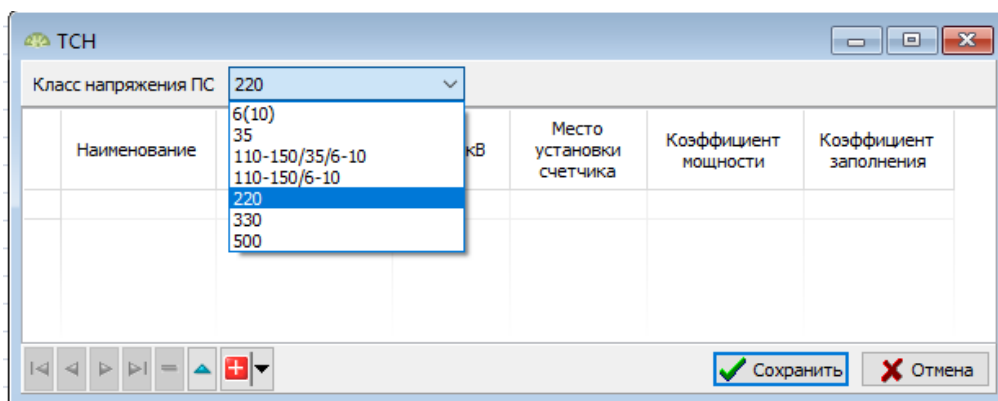 ТСН
Класс напряжения ПС 220
6(10)
35
110-150/35/6-10
110-150/6-10
220
330
500
Наименование
кВ
Место
установки
счетчика
Коэффициент
мощности
Коэффициент
заполнения
Сохранить
Отмена